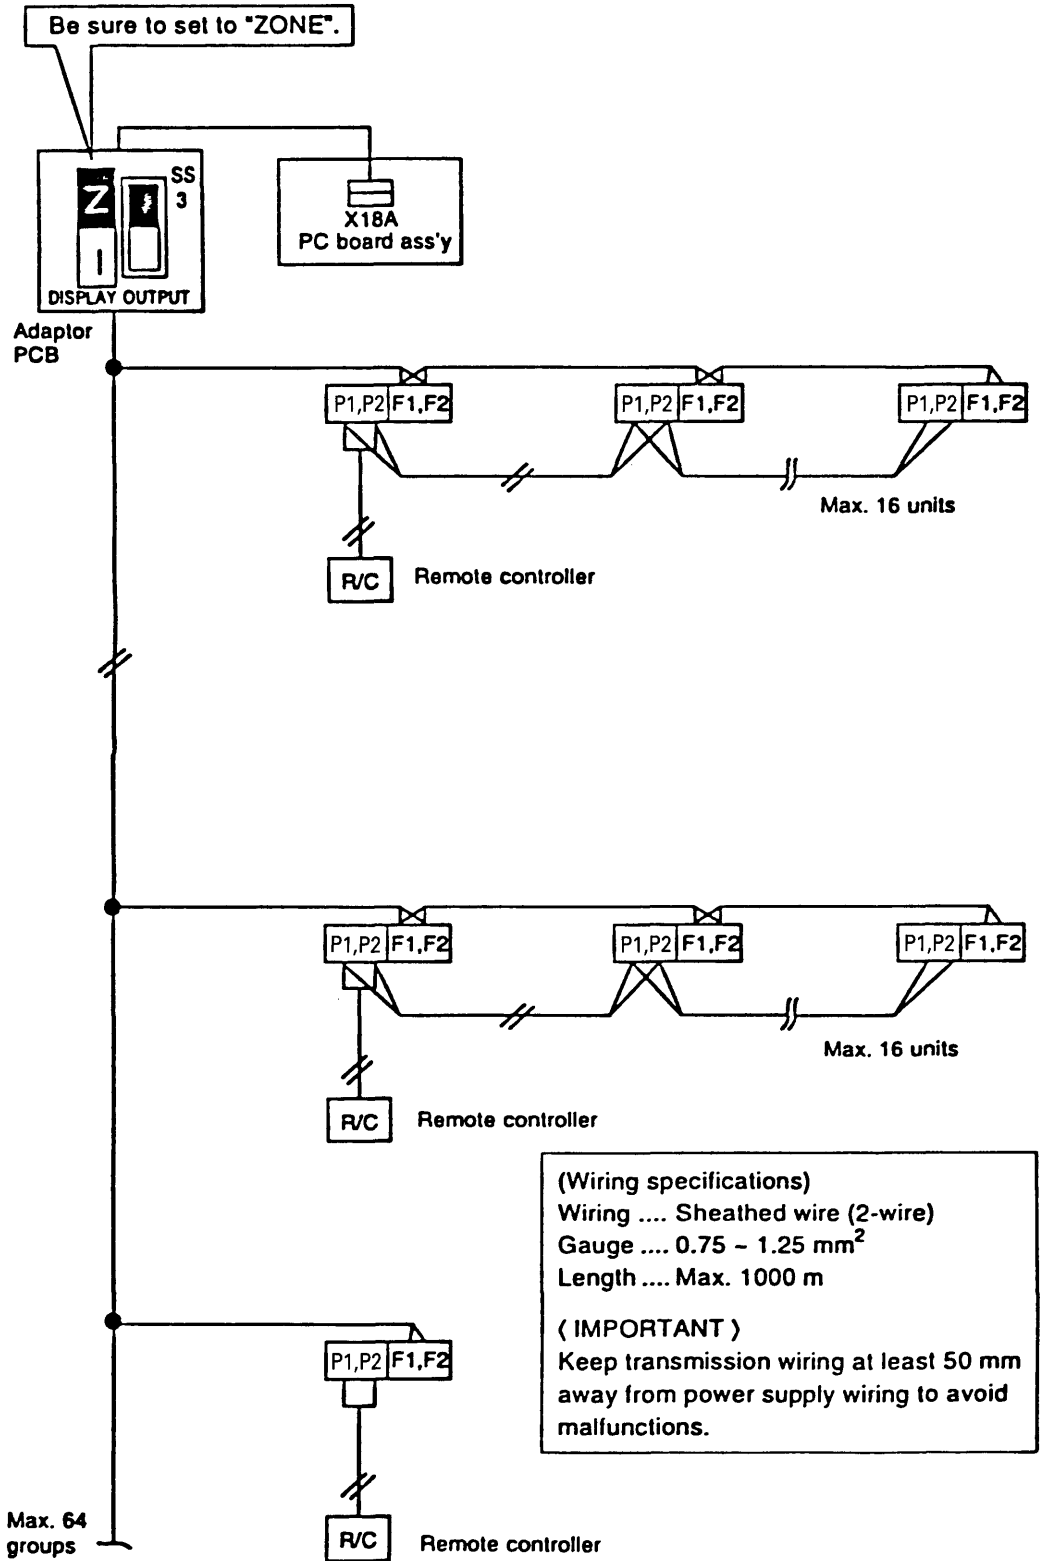 Be sure to set to "ZONE".
SS
3
Z
I
DISPLAY OUTPUT
X18A
PC board ass'y
Adaptor
PCB
P1,P2 F1,F2 P1,P2 F1,F2 P1,P2 F1,F2
Max. 16 units
R/C Remote controller
P1,P2 F1,F2 P1,P2 F1,F2 P1,P2 F1,F2
Max. 16 units
R/C Remote controller
(Wiring specifications)
Wiring .... Sheathed wire (2-wire)
Gauge .... 0.75 ~ 1.25 mm²
Length .... Max. 1000 m
⟨ IMPORTANT ⟩
Keep transmission wiring at least 50 mm
away from power supply wiring to avoid
malfunctions.
P1,P2 F1,F2
Max. 64
groups
R/C Remote controller